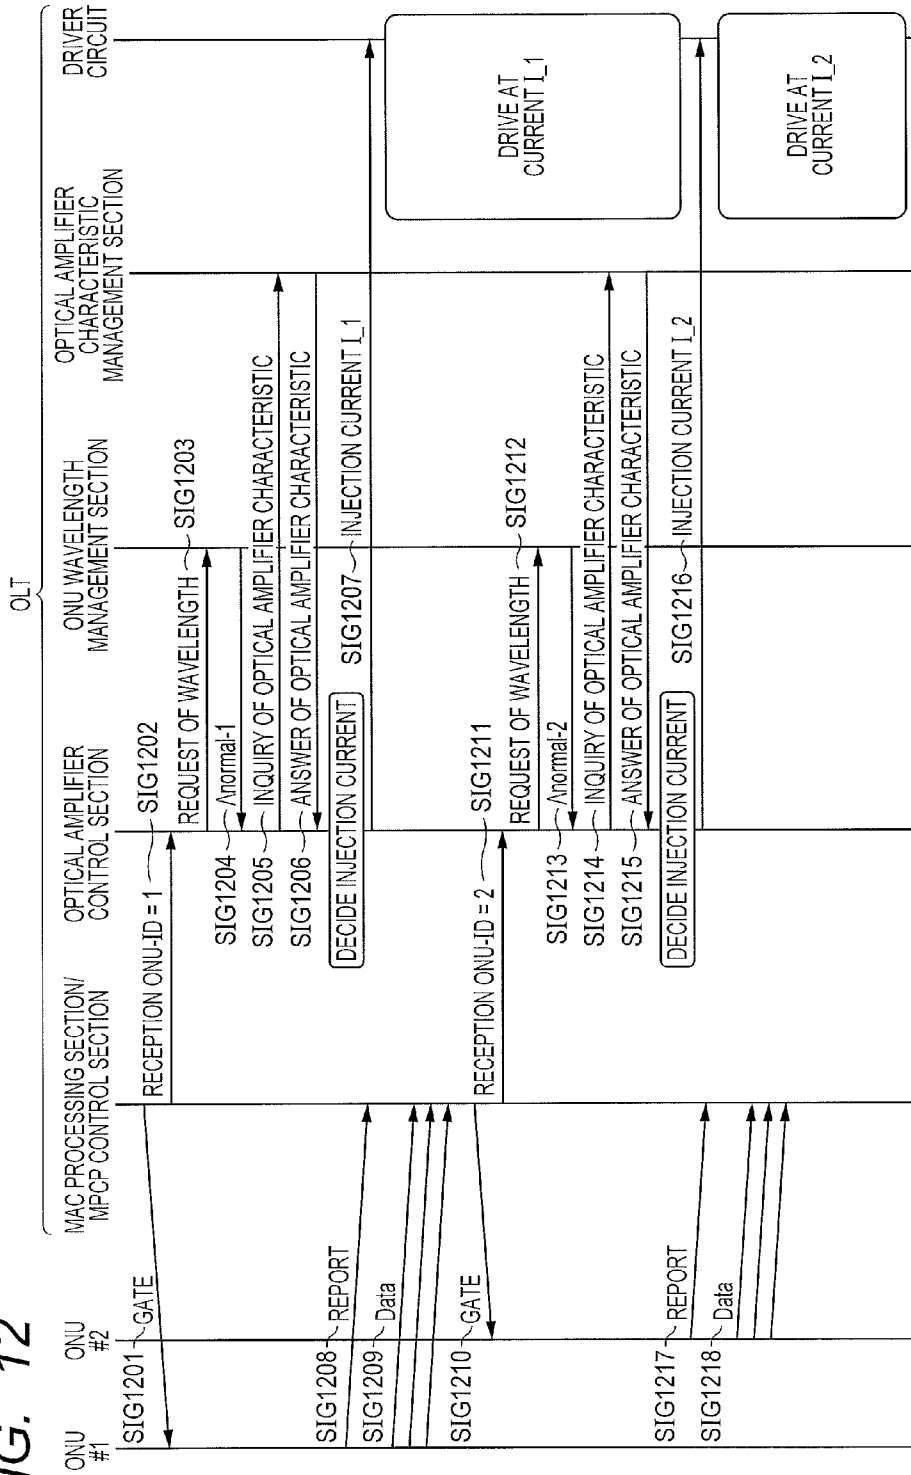 FIG. 12
OLT
ONU
#1
ONU
#2
MAC PROCESSING SECTION/
MPCP CONTROL SECTION
OPTICAL AMPLIFIER
CONTROL SECTION
ONU WAVELENGTH
MANAGEMENT SECTION
OPTICAL AMPLIFIER
CHARACTERISTIC
MANAGEMENT SECTION
DRIVER
CIRCUIT
SIG1201 GATE
RECEPTION ONU-ID = 1 SIG1202
REQUEST OF WAVELENGTH SIG1203
SIG1204 Λnormal-1
SIG1205 INQUIRY OF OPTICAL AMPLIFIER CHARACTERISTIC
SIG1206 ANSWER OF OPTICAL AMPLIFIER CHARACTERISTIC
DECIDE INJECTION CURRENT
SIG1207 INJECTION CURRENT I_1
DRIVE AT
CURRENT I_1
SIG1208 REPORT
SIG1209 Data
SIG1210 GATE
RECEPTION ONU-ID = 2 SIG1211
REQUEST OF WAVELENGTH SIG1212
SIG1213 Λnormal-2
SIG1214 INQUIRY OF OPTICAL AMPLIFIER CHARACTERISTIC
SIG1215 ANSWER OF OPTICAL AMPLIFIER CHARACTERISTIC
DECIDE INJECTION CURRENT
SIG1216 INJECTION CURRENT I_2
DRIVE AT
CURRENT I_2
SIG1217 REPORT
SIG1218 Data